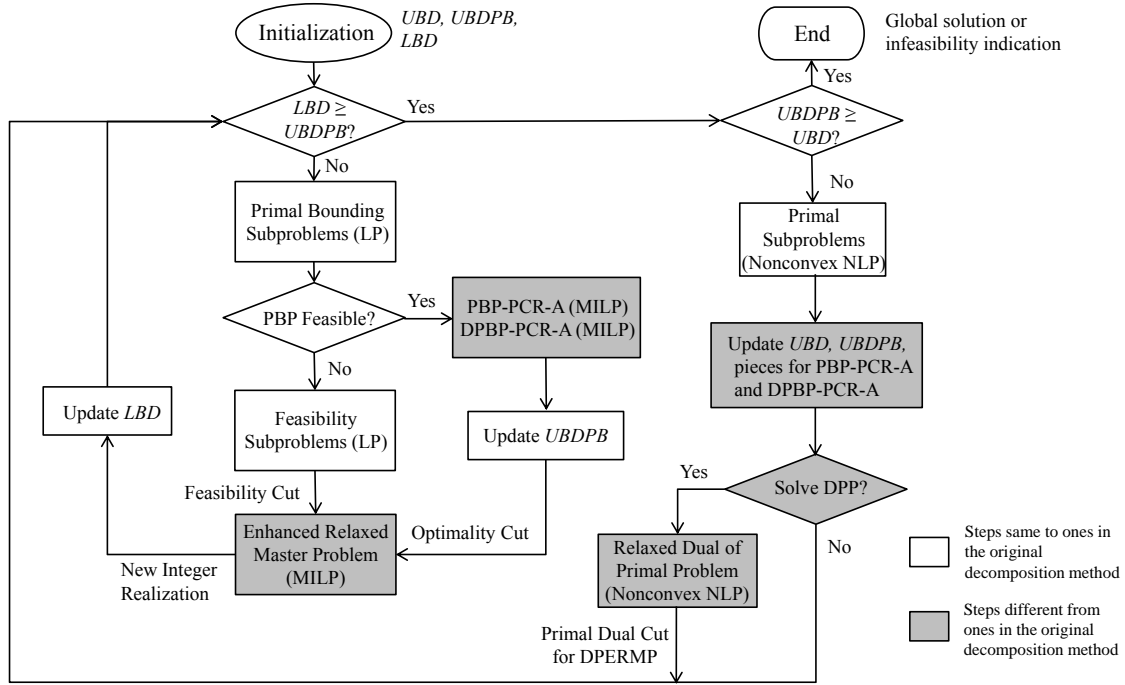 Initialization
UBD, UBDPB,
LBD
End
Global solution or
infeasibility indication
Yes
LBD ≥
UBDPB?
Yes
UBDPB ≥
UBD?
No
No
Primal Bounding
Subproblems (LP)
Primal
Subproblems
(Nonconvex NLP)
PBP Feasible?
Yes
PBP-PCR-A (MILP)
DPBP-PCR-A (MILP)
Update UBD, UBDPB,
pieces for PBP-PCR-A
and DPBP-PCR-A
No
Update LBD
Feasibility
Subproblems (LP)
Update UBDPB
Yes
Solve DPP?
Feasibility Cut
Enhanced Relaxed
Master Problem
(MILP)
Optimality Cut
No
New Integer
Realization
Relaxed Dual of
Primal Problem
(Nonconvex NLP)
Primal Dual Cut
for DPERMP
Steps same to ones in
the original
decomposition method
Steps different from
ones in the original
decomposition method